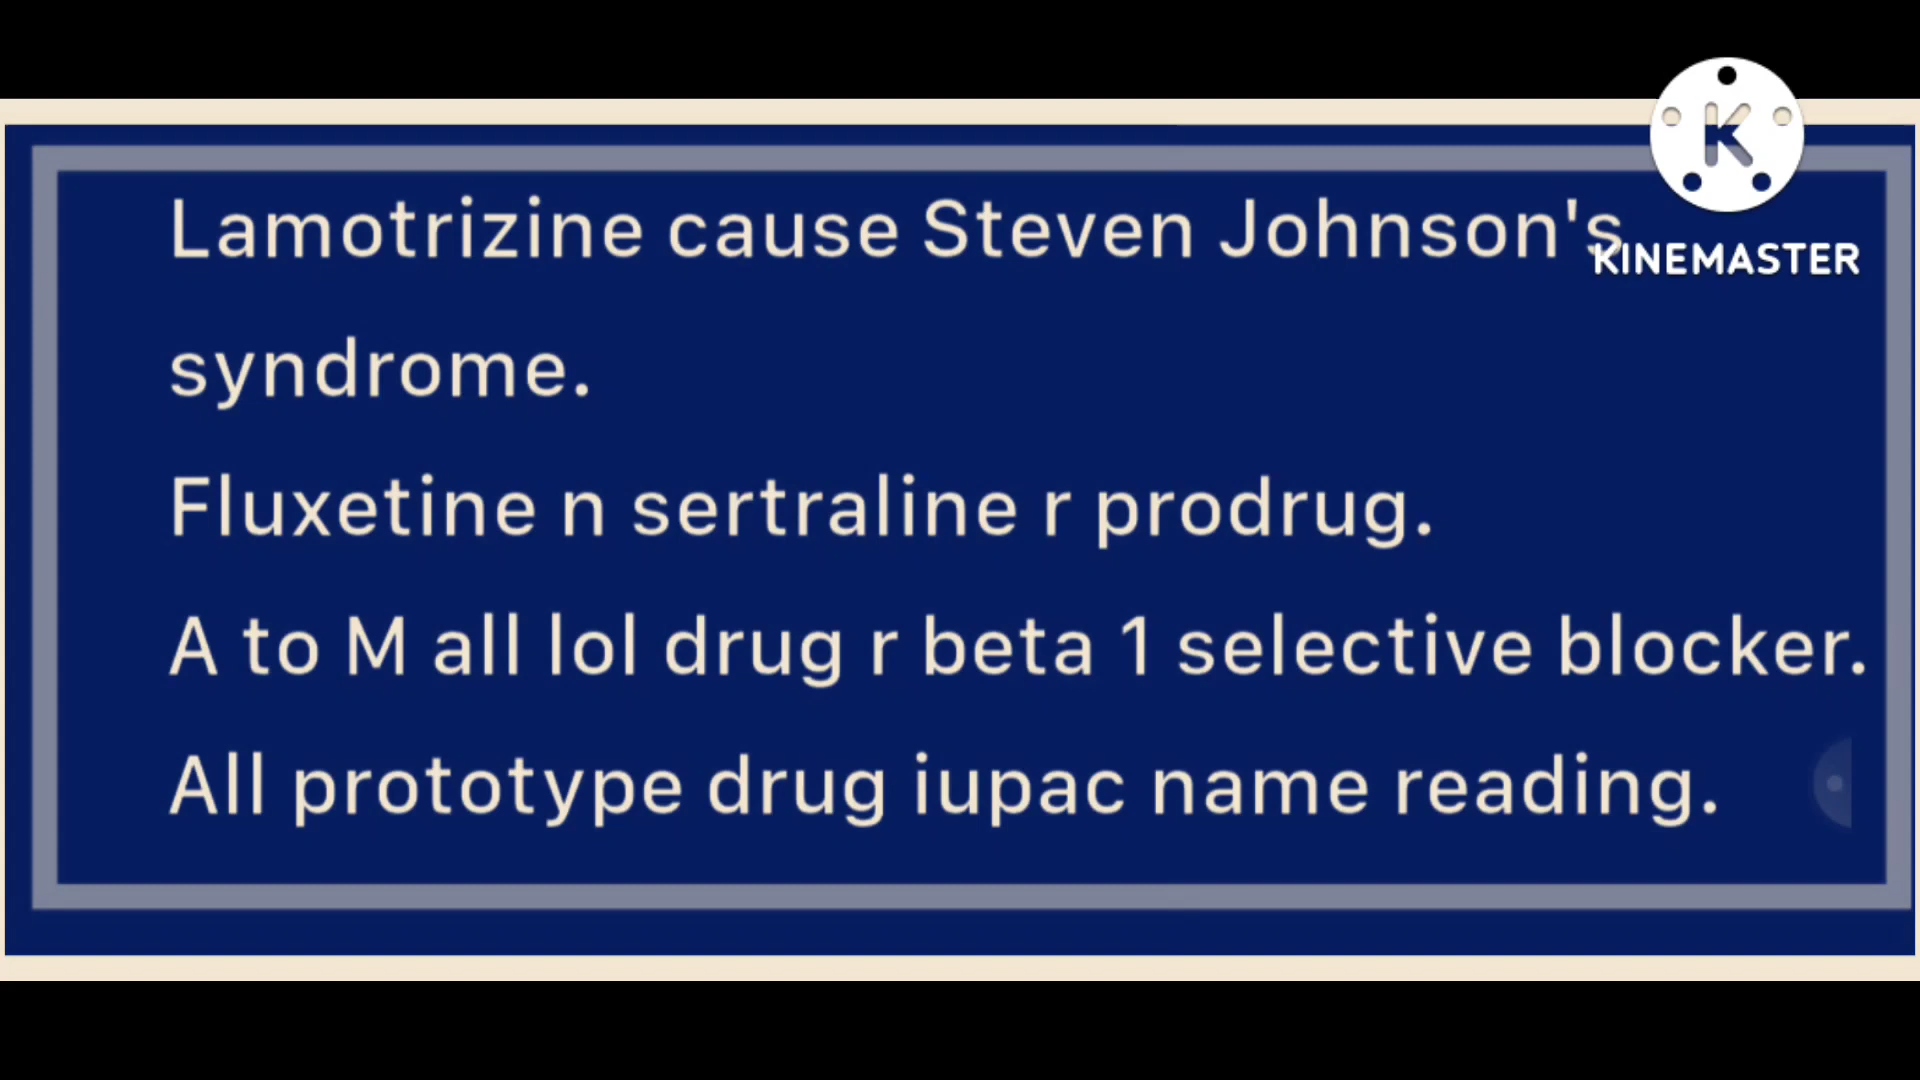 Lamotrizine cause Steven Johnson's
KINEMASTER
syndrome.
Fluxetine n sertraline r prodrug.
A to M all lol drug r beta 1 selective blocker.
All prototype drug iupac name reading.